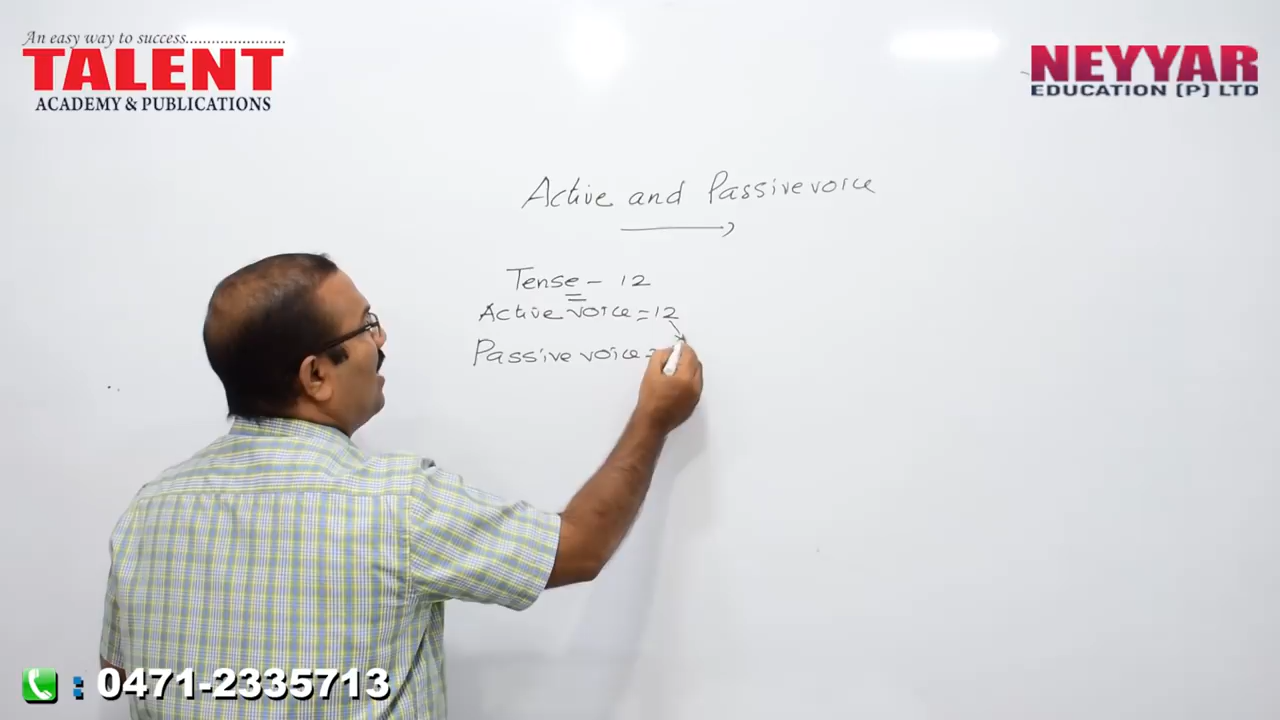 An easy way to success........................
TALENT
ACADEMY & PUBLICATIONS
NEYYAR
EDUCATION (P) LTD
Active and Passive voice
Tense - 12
Active voice = 12
Passive voice =
: 0471-2335713